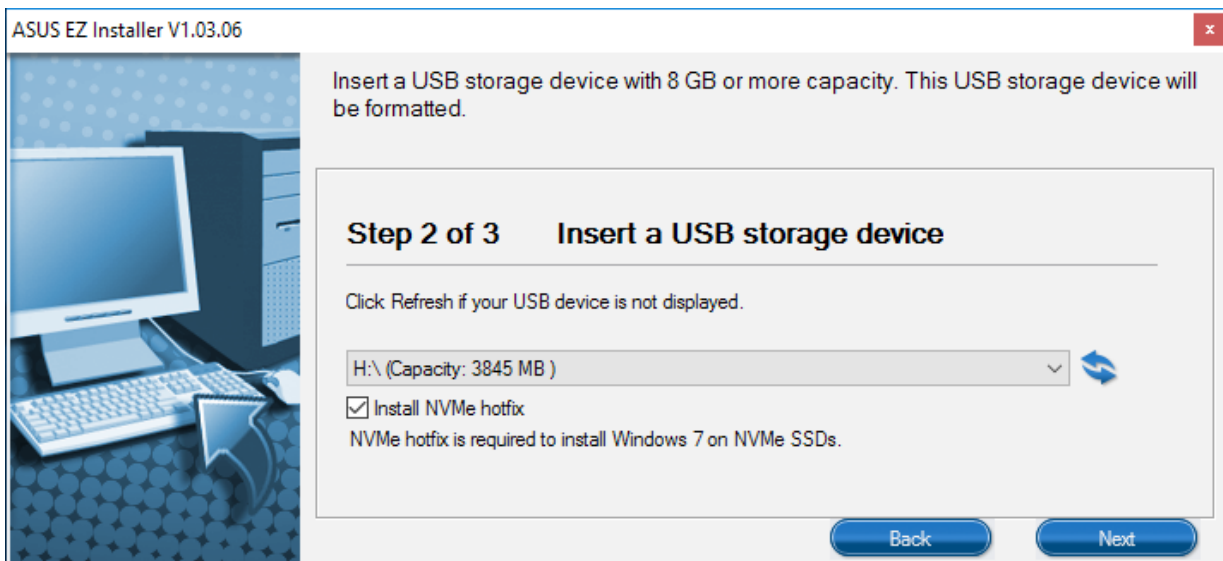 ASUS EZ Installer V1.03.06
x
Insert a USB storage device with 8 GB or more capacity. This USB storage device will
be formatted.
Step 2 of 3 Insert a USB storage device
Click Refresh if your USB device is not displayed.
H:\ (Capacity: 3845 MB )
Install NVMe hotfix
NVMe hotfix is required to install Windows 7 on NVMe SSDs.
Back Next